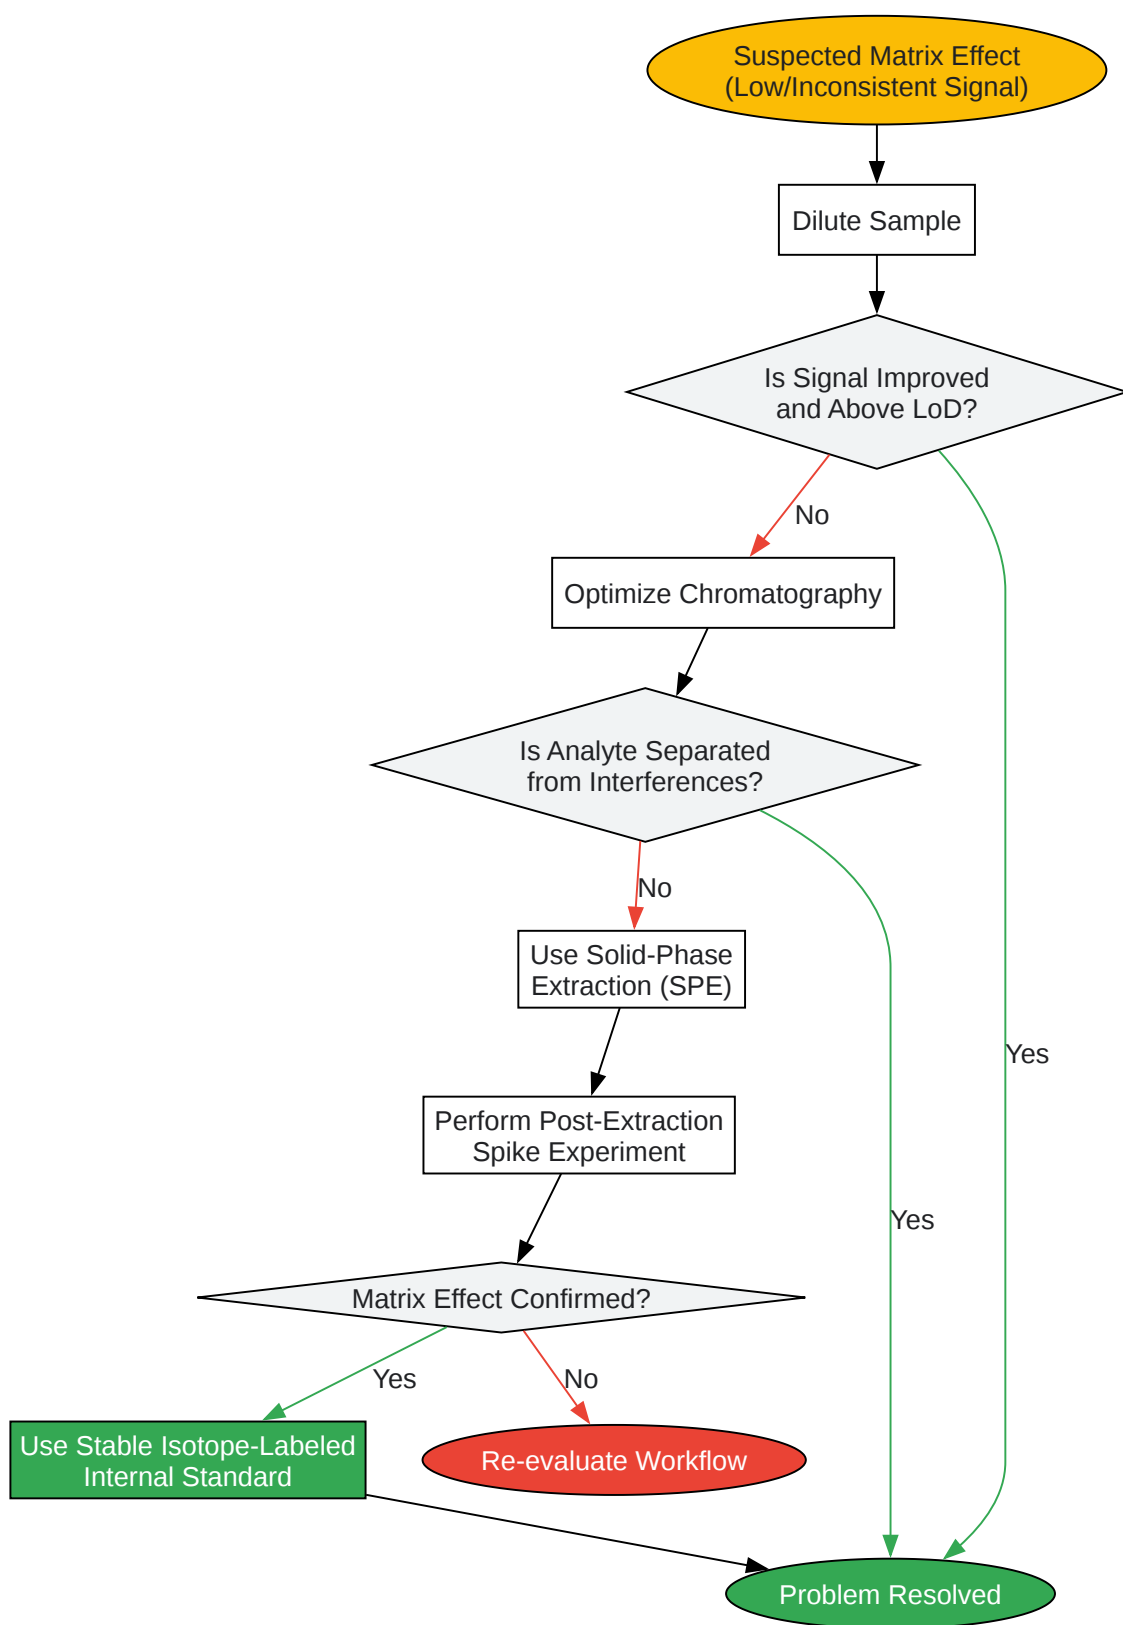 Suspected Matrix Effect
(Low/Inconsistent Signal)
Dilute Sample
Is Signal Improved
and Above LoD?
No
Optimize Chromatography
Is Analyte Separated
from Interferences?
No
Use Solid-Phase
Extraction (SPE)
Yes
Perform Post-Extraction
Spike Experiment
Yes
Matrix Effect Confirmed?
Yes
No
Use Stable Isotope-Labeled
Internal Standard
Re-evaluate Workflow
Problem Resolved